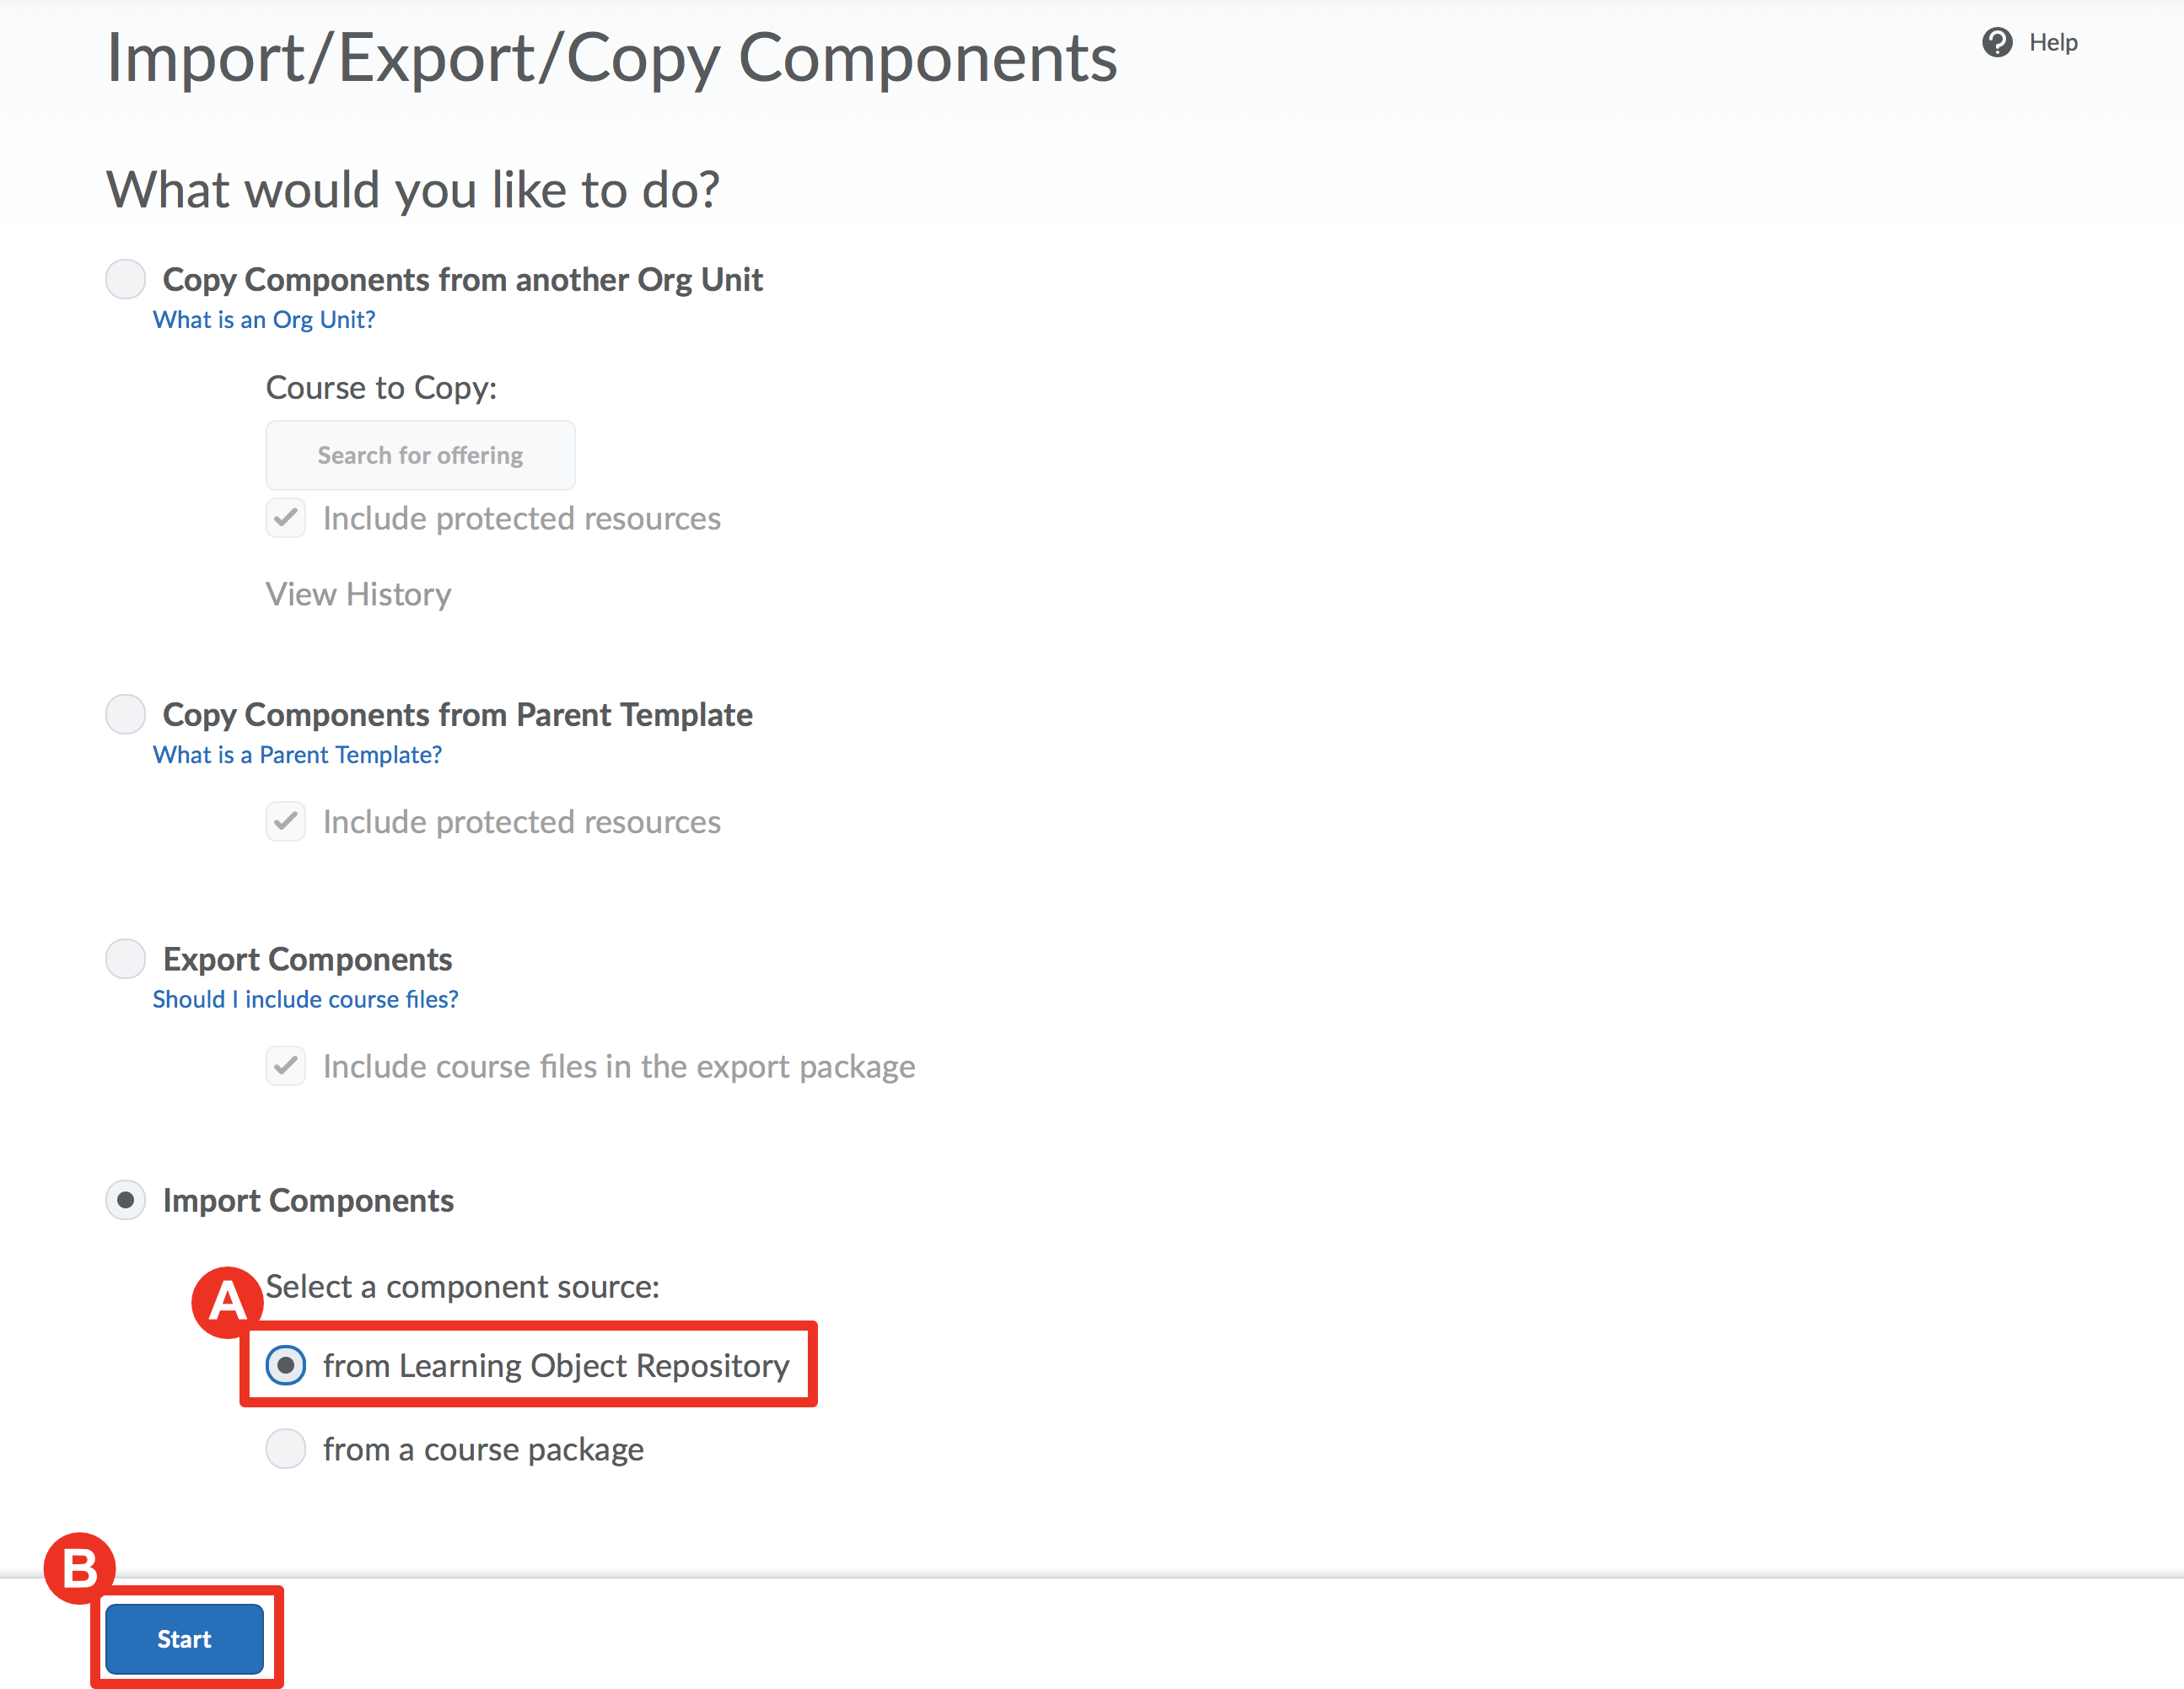 Import/Export/Copy Components
Help
What would you like to do?
Copy Components from another Org Unit
What is an Org Unit?
Course to Copy:
Search for offering
Include protected resources
View History
Copy Components from Parent Template
What is a Parent Template?
Include protected resources
Export Components
Should I include course files?
Include course files in the export package
Import Components
A
Select a component source:
from Learning Object Repository
from a course package
B
Start